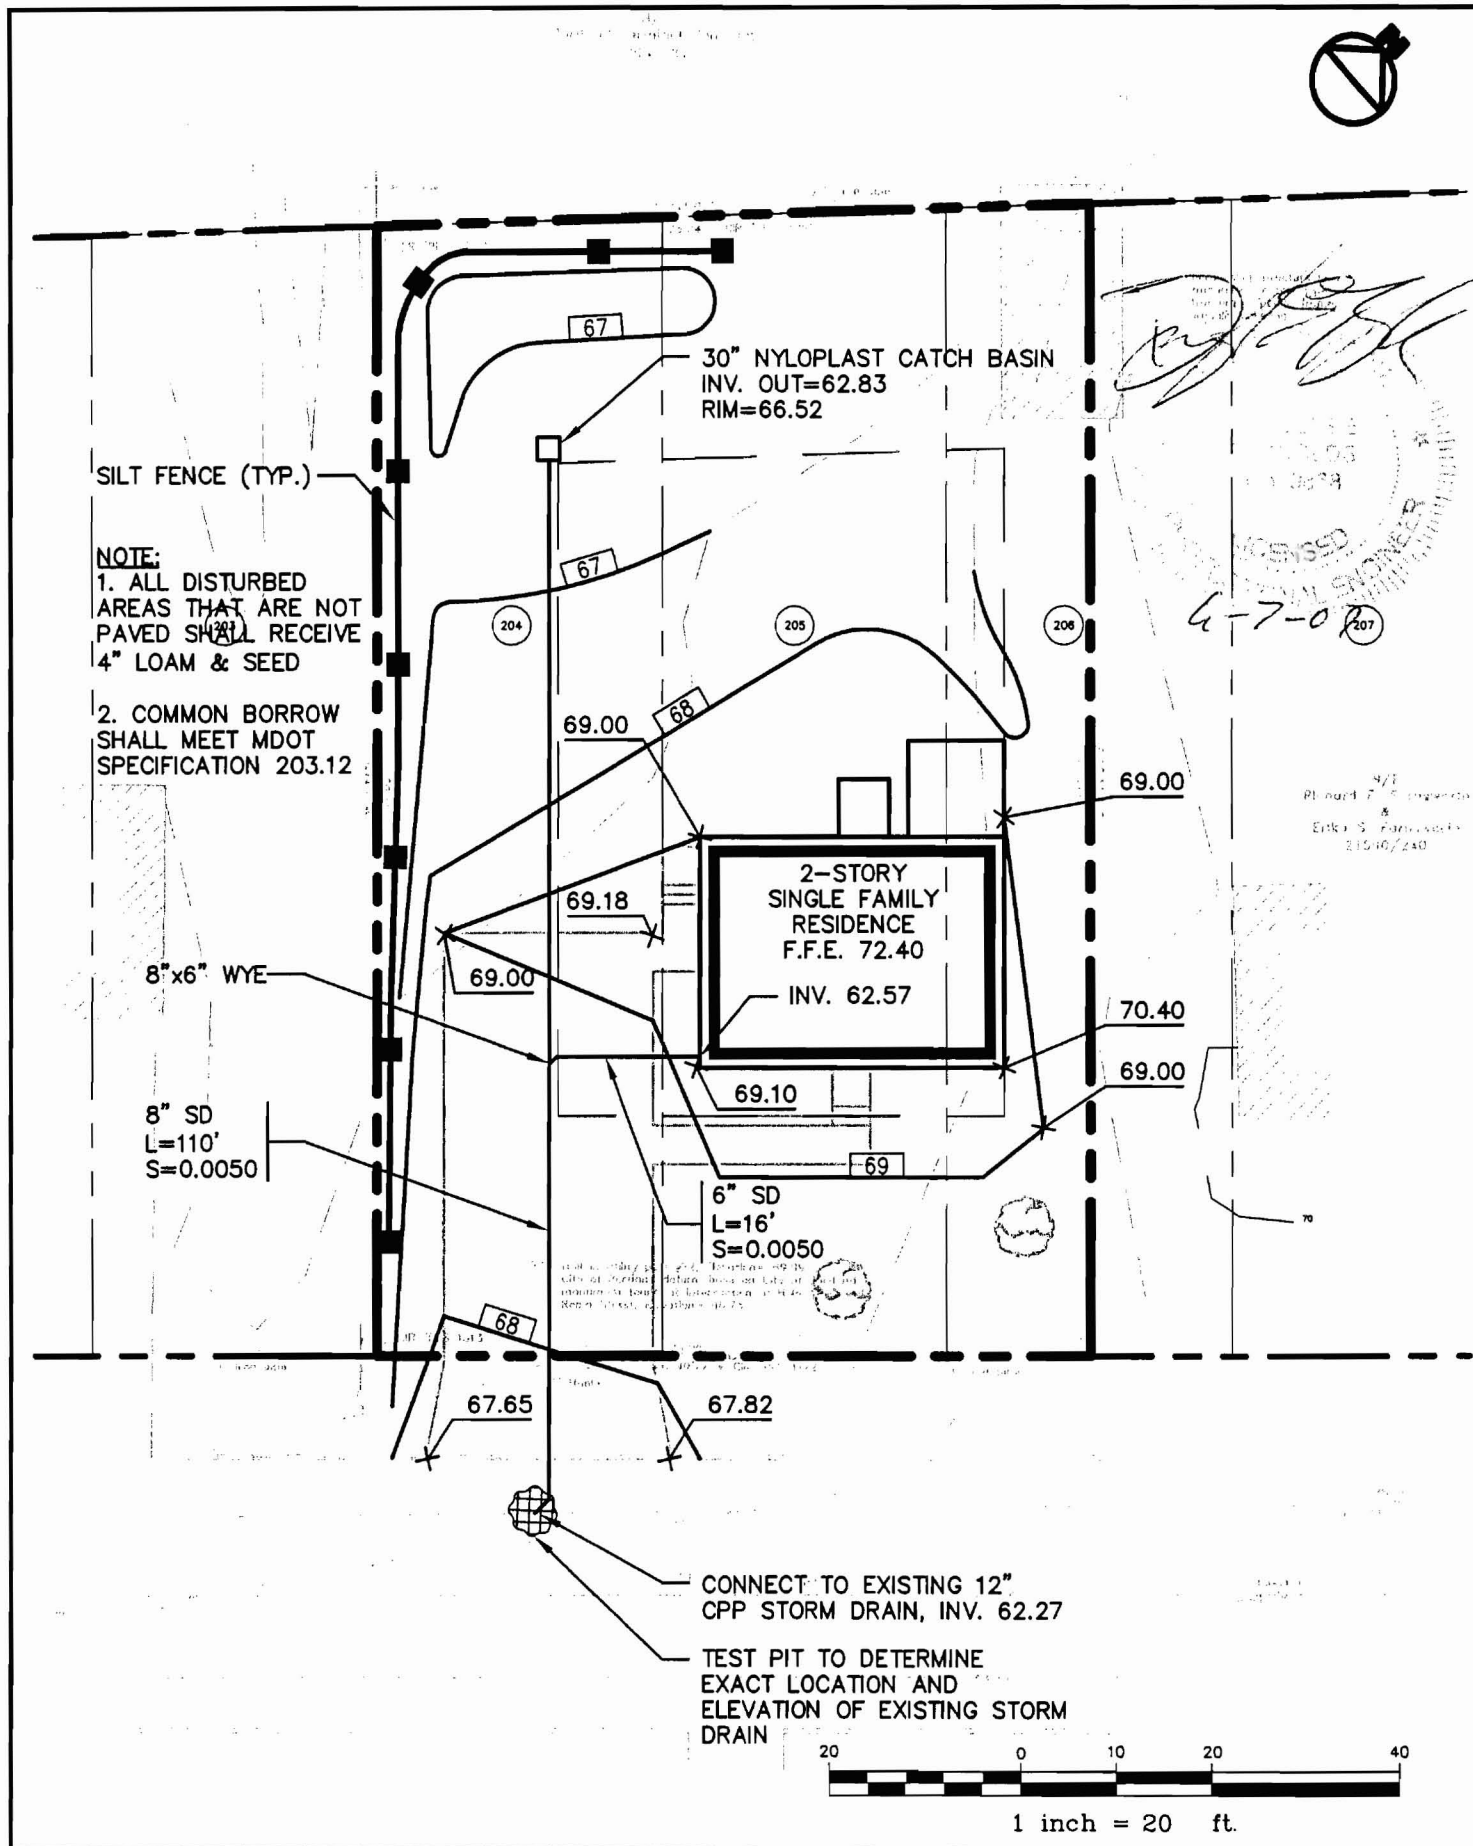 67
30" NYLOPLAST CATCH BASIN
INV. OUT=62.83
RIM=66.52
SILT FENCE (TYP.)
NOTE:
1. ALL DISTURBED
AREAS THAT ARE NOT
PAVED SHALL RECEIVE
4" LOAM & SEED
2. COMMON BORROW
SHALL MEET MDOT
SPECIFICATION 203.12
67
203
204
205
206
207
68
69.00
69.00
2-STORY
SINGLE FAMILY
RESIDENCE
F.F.E. 72.40
69.18
69.00
INV. 62.57
8"x6" WYE
70.40
69.00
69.10
8" SD
L=110'
S=0.0050
69
6" SD
L=16'
S=0.0050
70
68
67.65
67.82
CONNECT TO EXISTING 12"
CPP STORM DRAIN, INV. 62.27
TEST PIT TO DETERMINE
EXACT LOCATION AND
ELEVATION OF EXISTING STORM
DRAIN
20 0 10 20 40
1 inch = 20 ft.